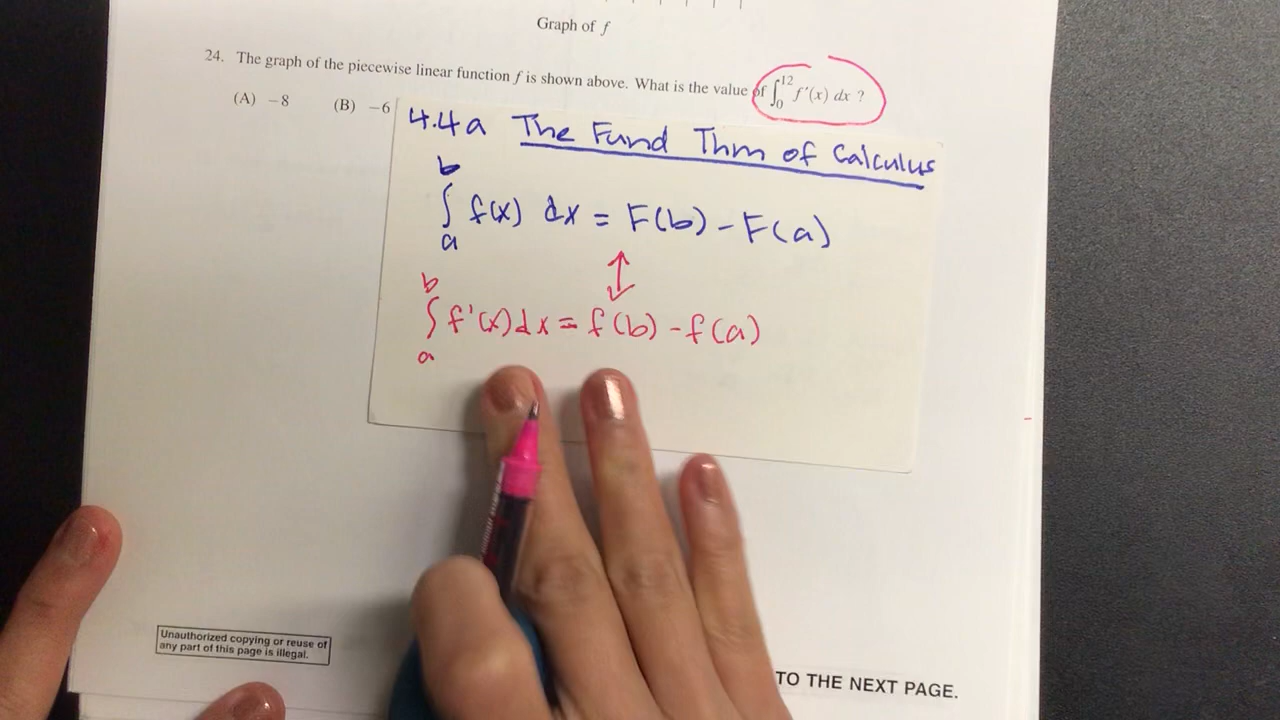 Graph of f
24. The graph of the piecewise linear function f is shown above. What is the value of ∫₀¹² f′(x) dx ?
(A) −8 (B) −6
4.4a The Fund Thm of Calculus
b
∫ f(x) dx = F(b) - F(a)
a
b
∫ f'(x)dx = f(b) - f(a)
a
Unauthorized copying or reuse of
any part of this page is illegal.
TO THE NEXT PAGE.